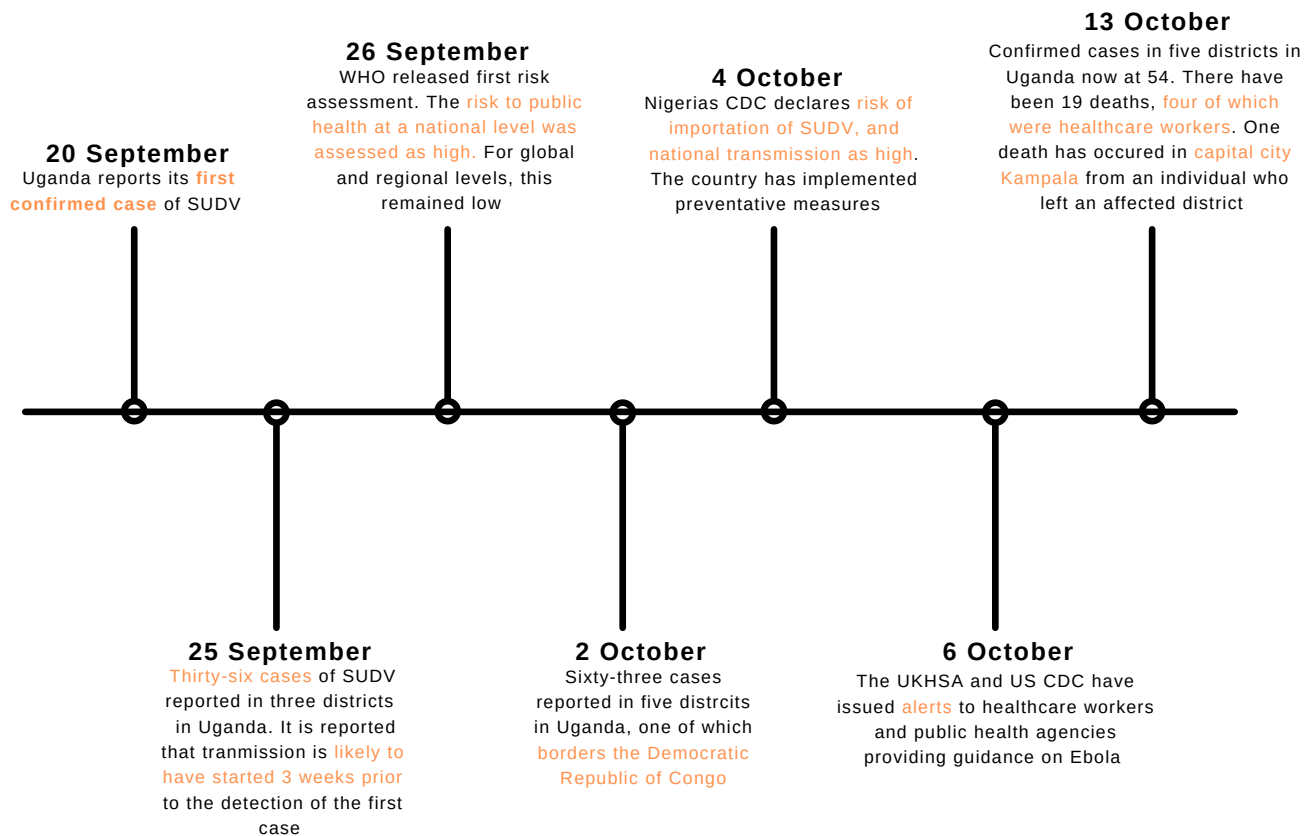 20 September
Uganda reports its first
confirmed case of SUDV
25 September
Thirty-six cases of SUDV
reported in three districts
in Uganda. It is reported
that tranmission is likely to
have started 3 weeks prior
to the detection of the first
case
26 September
WHO released first risk
assessment. The risk to public
health at a national level was
assessed as high. For global
and regional levels, this
remained low
2 October
Sixty-three cases
reported in five distrcits
in Uganda, one of which
borders the Democratic
Republic of Congo
4 October
Nigerias CDC declares risk of
importation of SUDV, and
national transmission as high.
The country has implemented
preventative measures
6 October
The UKHSA and US CDC have
issued alerts to healthcare workers
and public health agencies
providing guidance on Ebola
13 October
Confirmed cases in five districts in
Uganda now at 54. There have
been 19 deaths, four of which
were healthcare workers. One
death has occured in capital city
Kampala from an individual who
left an affected district